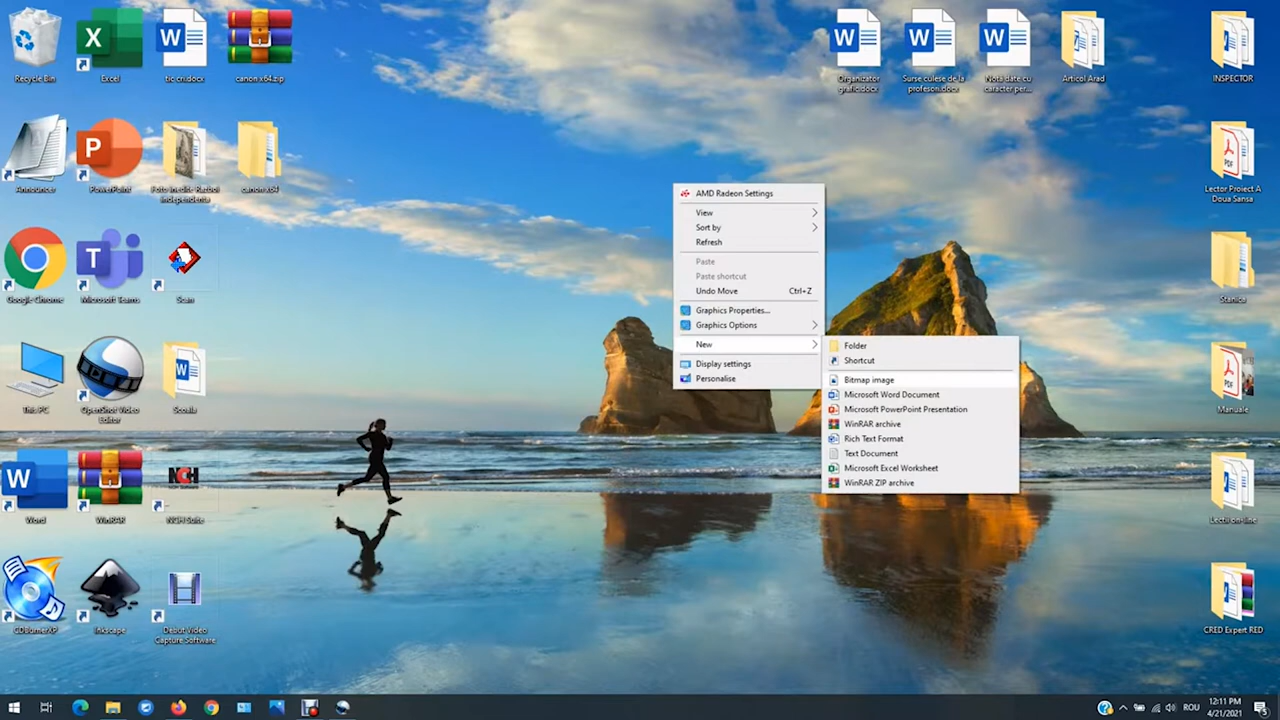 Recycle Bin
Excel
tic cri.docx
canon x64.zip
Organizator
grafic.docx
Surse culese de la
profesori.docx
Nota date cu
caracter per...
Articol Arad
INSPECTOR
Announcer
PowerPoint
Foto inedite Razboi
Independenta
canon x64
Lector Proiect A
Doua Sansa
Google Chrome
Microsoft Teams
Scan
Stanica
This PC
OpenShot Video
Editor
Scoala
Manuale
Word
WinRAR
NCH
NCH Suite
Lectii on-line
CDBurnerXP
Inkscape
Debut Video
Capture Software
CRED Expert RED
AMD Radeon Settings
View
Sort by
Refresh
Paste
Paste shortcut
Undo Move Ctrl+Z
Graphics Properties...
Graphics Options
New
Display settings
Personalise
Folder
Shortcut
Bitmap image
Microsoft Word Document
Microsoft PowerPoint Presentation
WinRAR archive
Rich Text Format
Text Document
Microsoft Excel Worksheet
WinRAR ZIP archive
ROU
12:11 PM
4/21/2021
5